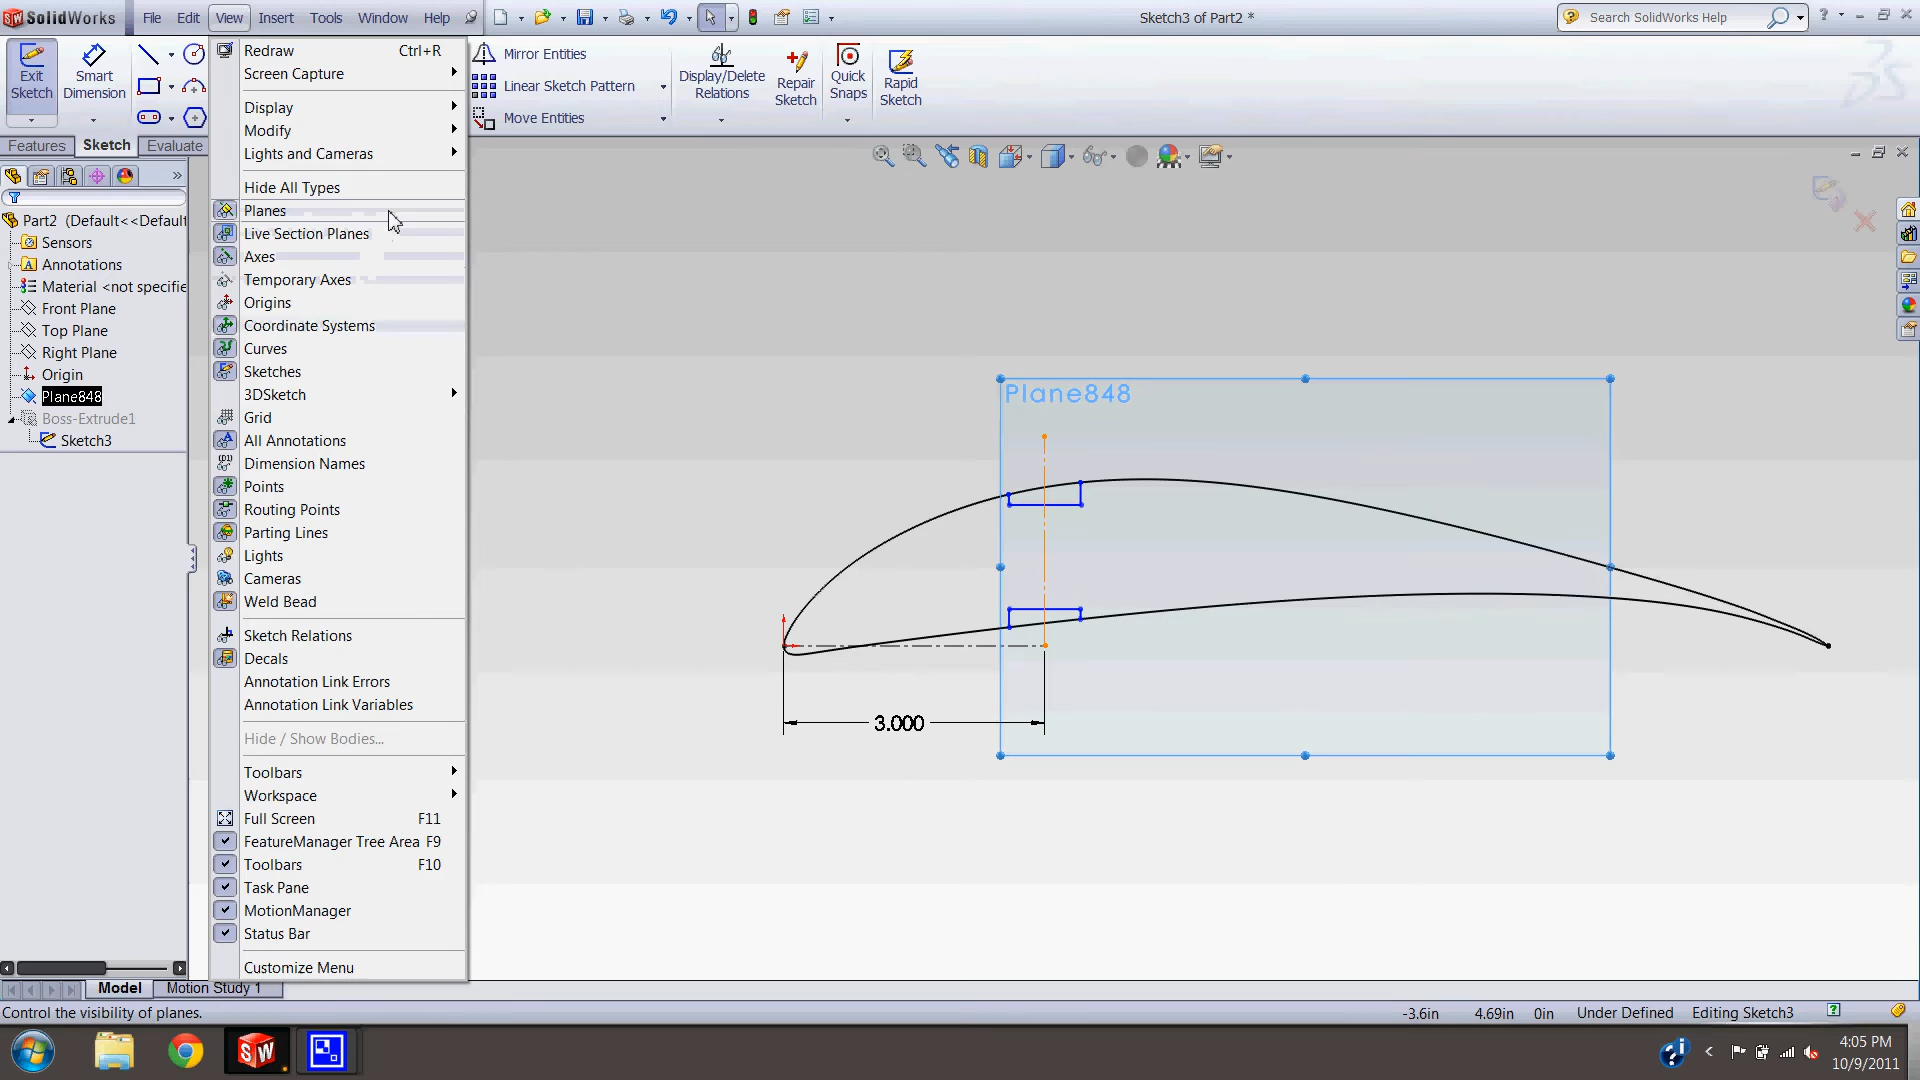 SolidWorks File Edit View Insert Tools Window Help Sketch3 of Part2 * Search SolidWorks Help
Exit Sketch
Smart Dimension
Mirror Entities
Linear Sketch Pattern
Move Entities
Display/Delete Relations
Repair Sketch
Quick Snaps
Rapid Sketch
Features Sketch Evaluate
Part2 (Default<<Default
Sensors
Annotations
Material <not specifie
Front Plane
Top Plane
Right Plane
Origin
Plane848
Boss-Extrude1
Sketch3
Redraw Ctrl+R
Screen Capture
Display
Modify
Lights and Cameras
Hide All Types
Planes
Live Section Planes
Axes
Temporary Axes
Origins
Coordinate Systems
Curves
Sketches
3DSketch
Grid
All Annotations
Dimension Names
Points
Routing Points
Parting Lines
Lights
Cameras
Weld Bead
Sketch Relations
Decals
Annotation Link Errors
Annotation Link Variables
Hide / Show Bodies...
Toolbars
Workspace
Full Screen F11
FeatureManager Tree Area F9
Toolbars F10
Task Pane
MotionManager
Status Bar
Customize Menu
Plane848
3.000
Model Motion Study 1
Control the visibility of planes. -3.6in 4.69in 0in Under Defined Editing Sketch3
4:05 PM
10/9/2011